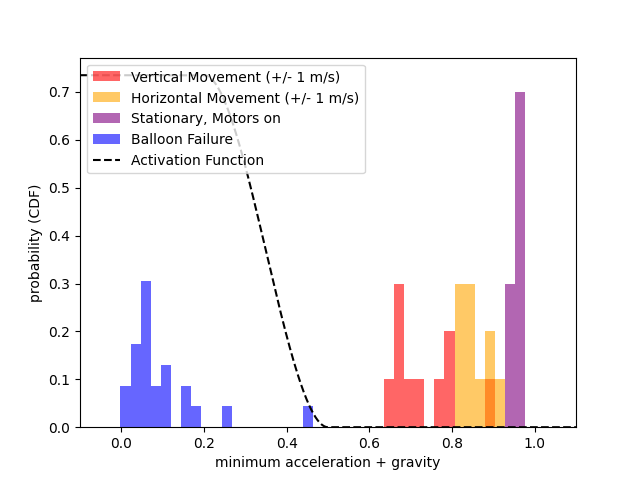 Vertical Movement (+/- 1 m/s)
Horizontal Movement (+/- 1 m/s)
Stationary, Motors on
Balloon Failure
Activation Function
probability (CDF)
0.7
0.6
0.5
0.4
0.3
0.2
0.1
0.0
0.0 0.2 0.4 0.6 0.8 1.0
minimum acceleration + gravity